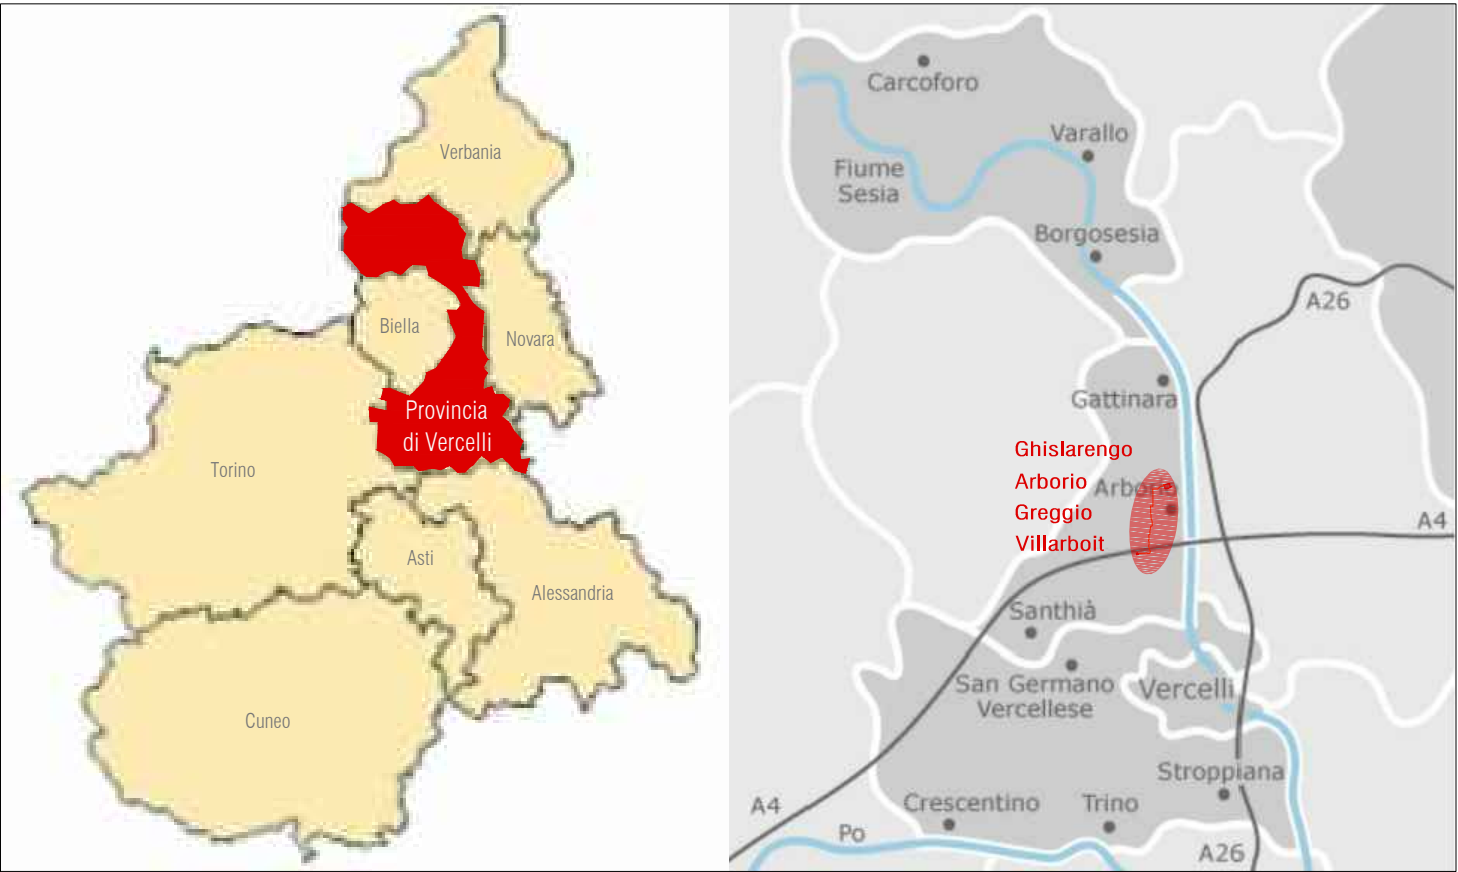 Verbania
Biella
Novara
Provincia
di Vercelli
Torino
Asti
Alessandria
Cuneo
Carcoforo
Varallo
Fiume
Sesia
Borgosesia
A26
Gattinara
Ghislarengo
Arborio
Arborio
Greggio
Villarboit
A4
Santhià
San Germano
Vercellese
Vercelli
Stroppiana
A4
Crescentino
Trino
Po
A26